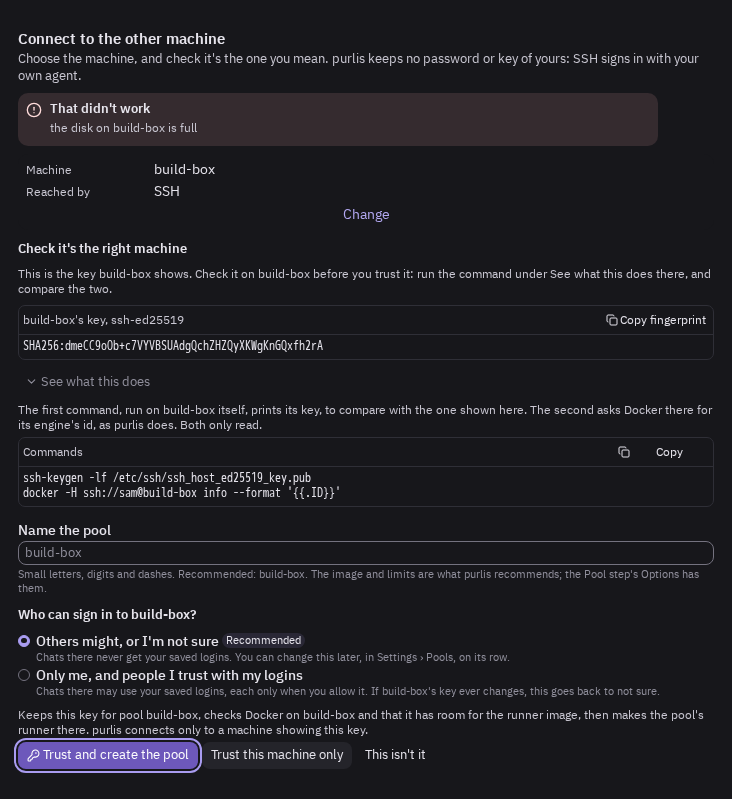 Connect to the other machine
Choose the machine, and check it's the one you mean. purlis keeps no password or key of yours: SSH signs in with your
own agent.
That didn't work
the disk on build-box is full
Machine build-box
Reached by SSH
Change
Check it's the right machine
This is the key build-box shows. Check it on build-box before you trust it: run the command under See what this does there, and
compare the two.
build-box's key, ssh-ed25519 Copy fingerprint
SHA256:dmeCC9oOb+c7VYVBSUAdgQchZHZQyXKWgKnGQxfh2rA
See what this does
The first command, run on build-box itself, prints its key, to compare with the one shown here. The second asks Docker there for
its engine's id, as purlis does. Both only read.
Commands Copy
ssh-keygen -lf /etc/ssh/ssh_host_ed25519_key.pub
docker -H ssh://sam@build-box info --format '{{.ID}}'
Name the pool
build-box
Small letters, digits and dashes. Recommended: build-box. The image and limits are what purlis recommends; the Pool step's Options has
them.
Who can sign in to build-box?
Others might, or I'm not sure Recommended
Chats there never get your saved logins. You can change this later, in Settings › Pools, on its row.
Only me, and people I trust with my logins
Chats there may use your saved logins, each only when you allow it. If build-box's key ever changes, this goes back to not sure.
Keeps this key for pool build-box, checks Docker on build-box and that it has room for the runner image, then makes the pool's
runner there. purlis connects only to a machine showing this key.
Trust and create the pool Trust this machine only This isn't it